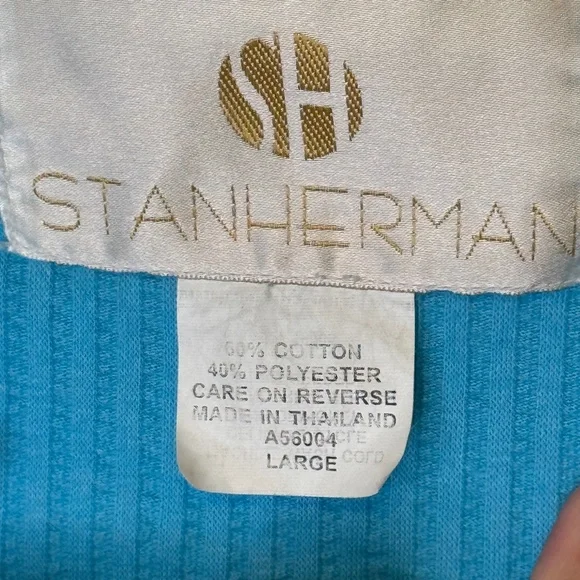 SH
STANHERMAN
60% COTTON
40% POLYESTER
CARE ON REVERSE
MADE IN THAILAND
A56004
LARGE